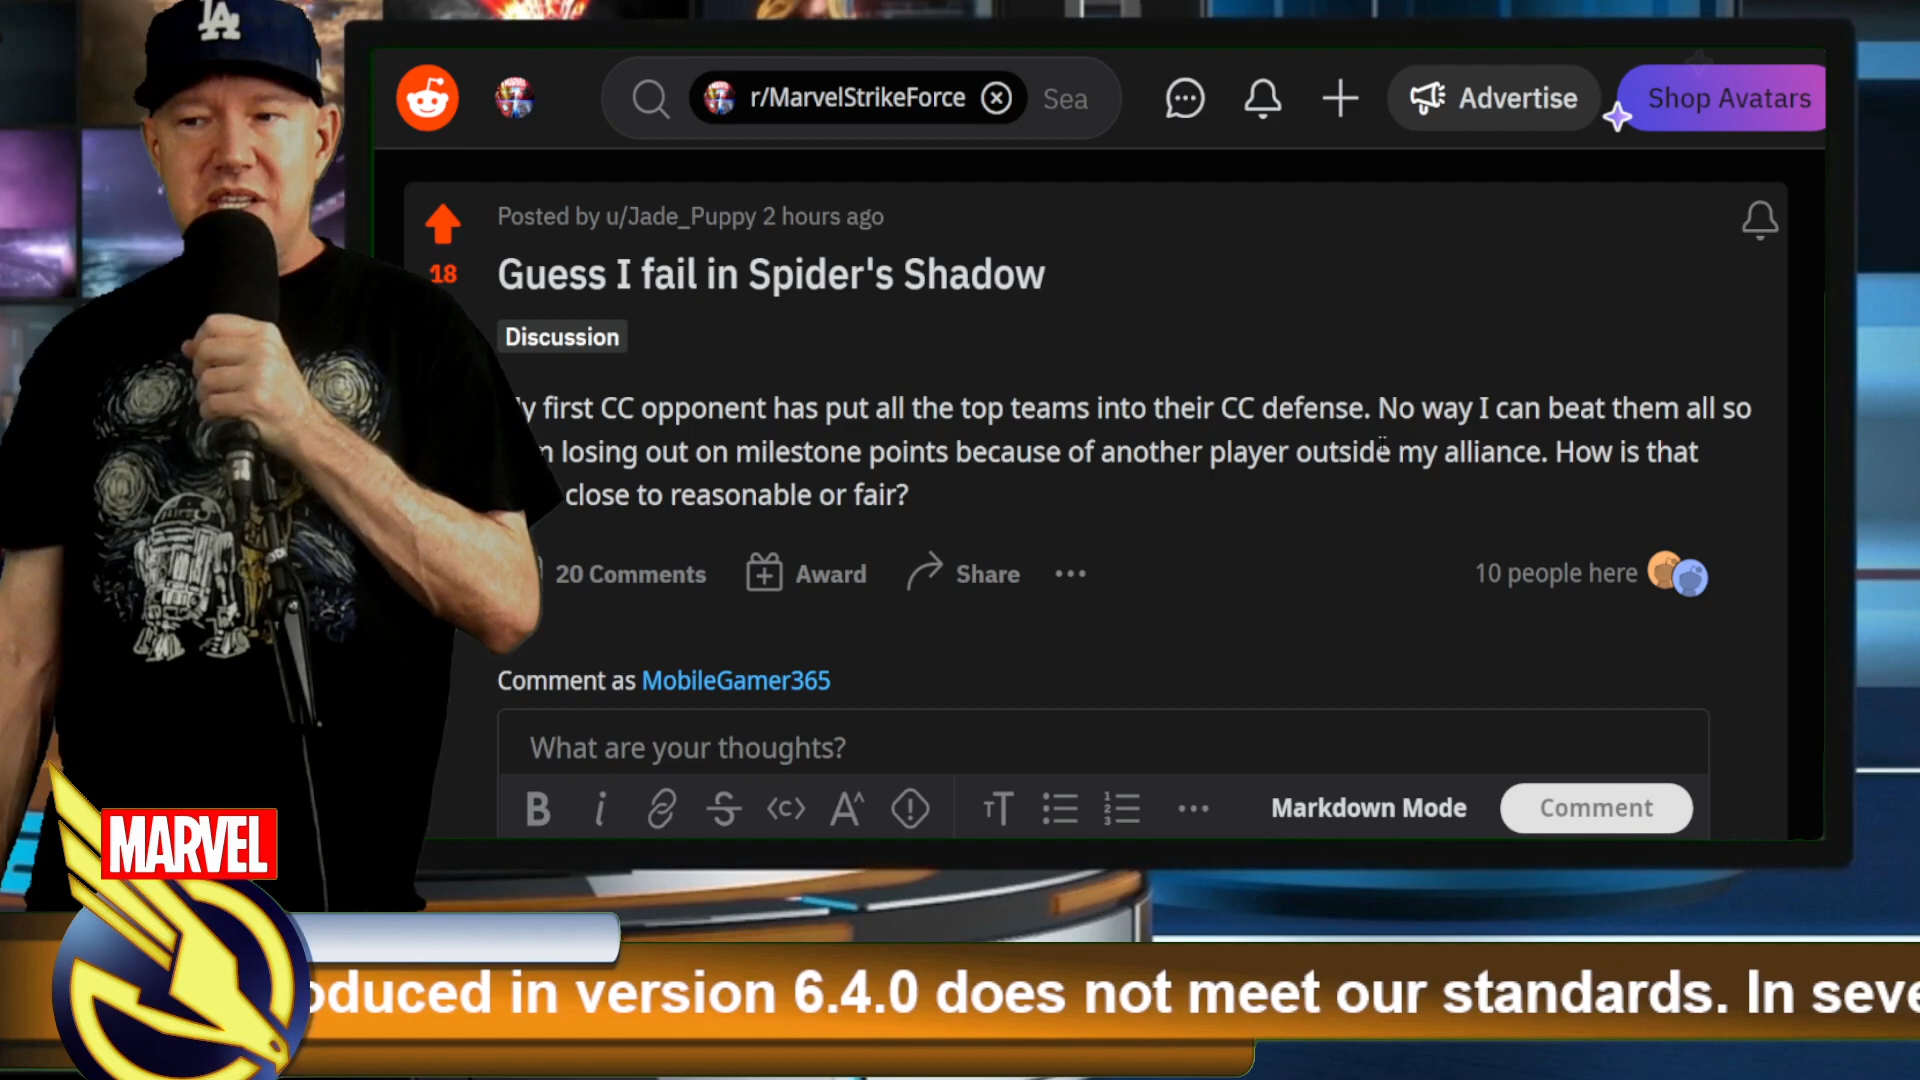 LA
r/MarvelStrikeForce
Sea
Advertise
Shop Avatars
Posted by u/Jade_Puppy 2 hours ago
18
Guess I fail in Spider's Shadow
Discussion
y first CC opponent has put all the top teams into their CC defense. No way I can beat them all so
losing out on milestone points because of another player outside my alliance. How is that
close to reasonable or fair?
20 Comments
Award
Share
10 people here
Comment as MobileGamer365
What are your thoughts?
Markdown Mode
Comment
MARVEL
oduced in version 6.4.0 does not meet our standards. In seve